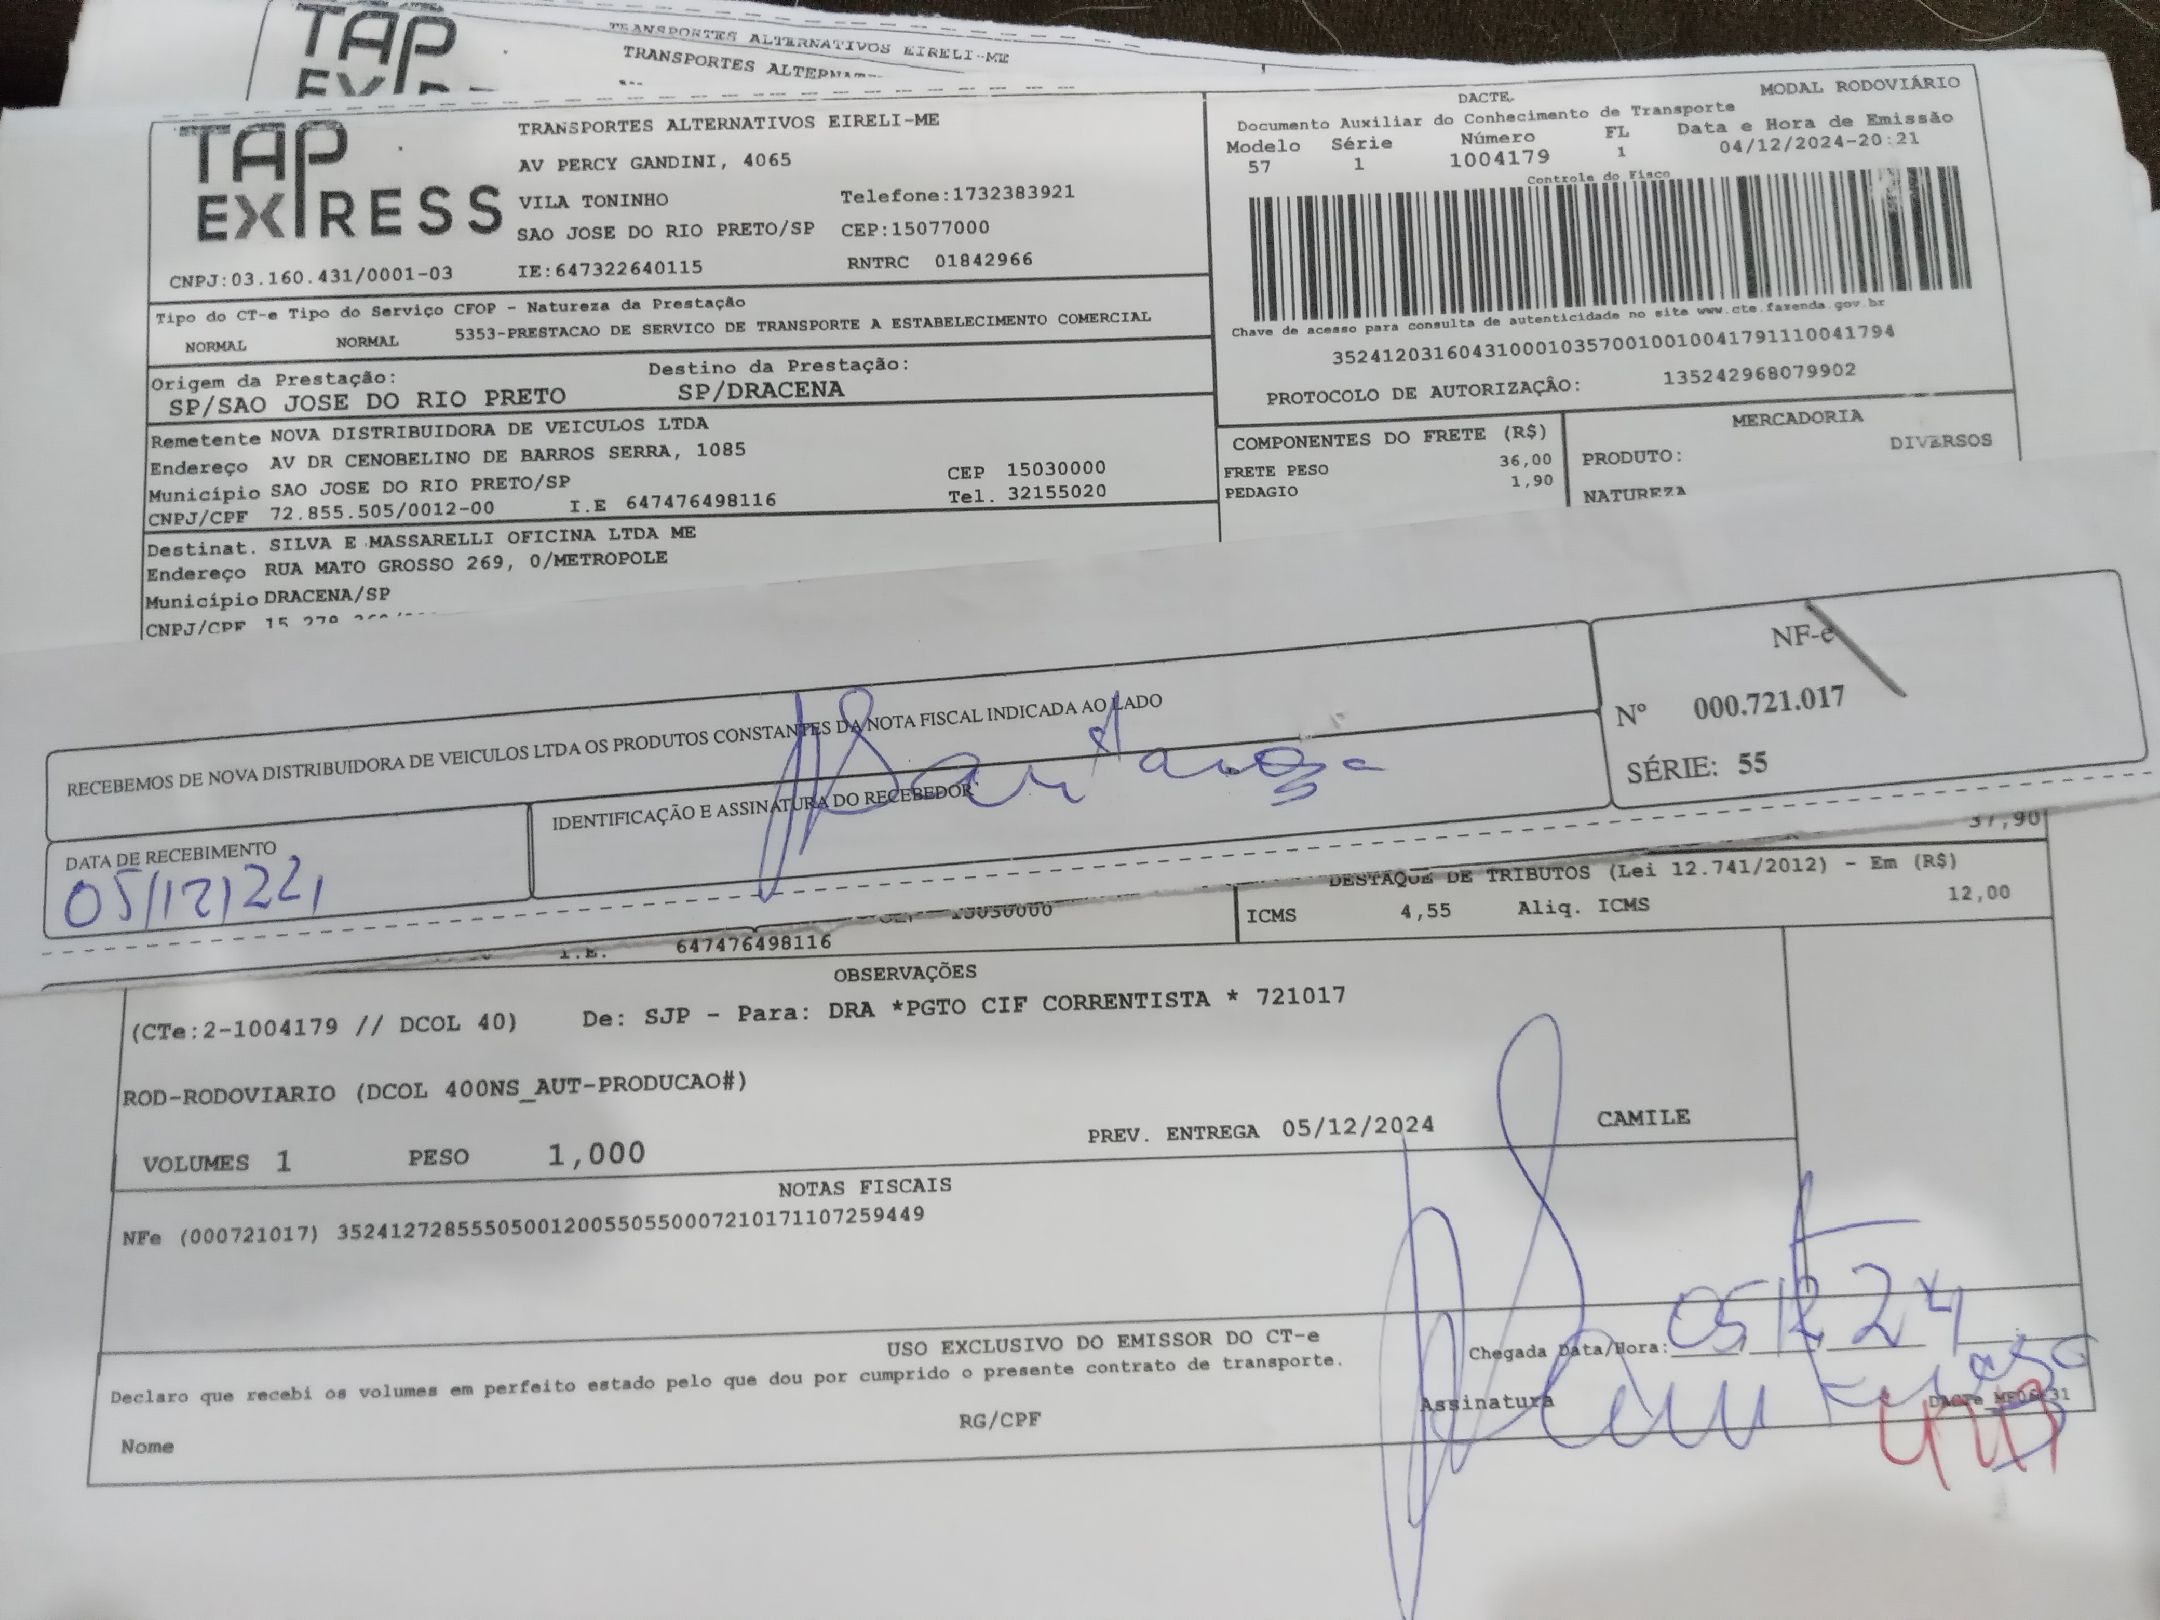 TAP
TRANSPORTES ALTERNATIVOS EIRELI-ME
TRANSPORTES
TAP EXPRESS
TRANSPORTES ALTERNATIVOS EIRELI-ME
AV PERCY GANDINI, 4065
VILA TONINHO Telefone:1732383921
SAO JOSE DO RIO PRETO/SP CEP:15077000
CNPJ:03.160.431/0001-03 IE:647322640115 RNTRC 01842966
MODAL RODOVIÁRIO
DACTE
Documento Auxiliar do Conhecimento de Transporte
Modelo Série Número FL Data e Hora de Emissão
57 1 1004179 1 04/12/2024-20:21
Controle do Fisco
Chave de acesso para consulta de autenticidade no site www.cte.fazenda.gov.br
35241203160431000103570010010041791110041794
PROTOCOLO DE AUTORIZAÇÃO: 135242968079902
Tipo do CT-e Tipo do Serviço CFOP - Natureza da Prestação
NORMAL NORMAL 5353-PRESTACAO DE SERVICO DE TRANSPORTE A ESTABELECIMENTO COMERCIAL
Origem da Prestação: Destino da Prestação:
SP/SAO JOSE DO RIO PRETO SP/DRACENA
Remetente NOVA DISTRIBUIDORA DE VEICULOS LTDA
Endereço AV DR CENOBELINO DE BARROS SERRA, 1085
Município SAO JOSE DO RIO PRETO/SP CEP 15030000
CNPJ/CPF 72.855.505/0012-00 I.E 647476498116 Tel. 32155020
COMPONENTES DO FRETE (R$)
FRETE PESO 36,00
PEDAGIO 1,90
MERCADORIA
PRODUTO: DIVERSOS
NATUREZA
Destinat. SILVA E MASSARELLI OFICINA LTDA ME
Endereço RUA MATO GROSSO 269, 0/METROPOLE
Município DRACENA/SP
CNPJ/CPF
RECEBEMOS DE NOVA DISTRIBUIDORA DE VEICULOS LTDA OS PRODUTOS CONSTANTES DA NOTA FISCAL INDICADA AO LADO
DATA DE RECEBIMENTO
05/12/24
IDENTIFICAÇÃO E ASSINATURA DO RECEBEDOR
NF-e
Nº 000.721.017
SÉRIE: 55
37,90
DESTAQUE DE TRIBUTOS (Lei 12.741/2012) - Em (R$)
ICMS 4,55 Aliq. ICMS 12,00
I.E. 647476498116
OBSERVAÇÕES
(CTe:2-1004179 // DCOL 40) De: SJP - Para: DRA *PGTO CIF CORRENTISTA * 721017
ROD-RODOVIARIO (DCOL 400NS_AUT-PRODUCAO#)
VOLUMES 1 PESO 1,000 PREV. ENTREGA 05/12/2024 CAMILE
NOTAS FISCAIS
NFe (000721017) 35241272855505001200550550007210171107259449
USO EXCLUSIVO DO EMISSOR DO CT-e
Declaro que recebi os volumes em perfeito estado pelo que dou por cumprido o presente contrato de transporte.
Chegada Data/Hora: 05 12 24
Assinatura
Nome RG/CPF